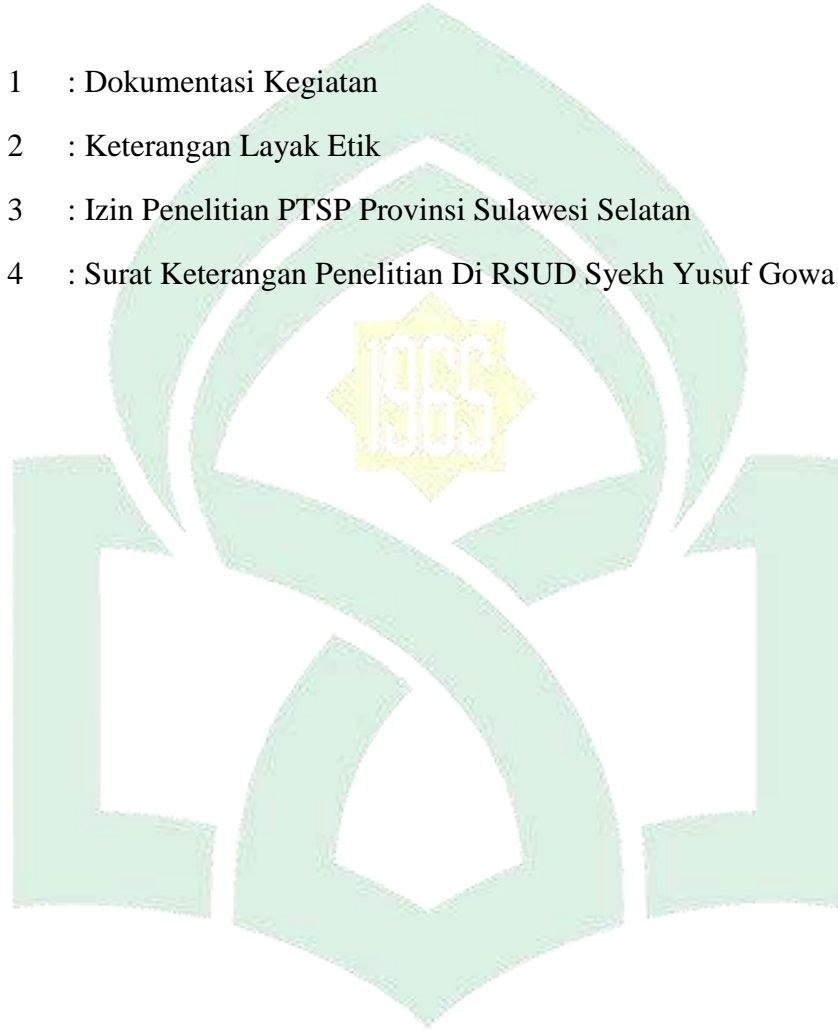 1 : Dokumentasi Kegiatan
2 : Keterangan Layak Etik
3 : Izin Penelitian PTSP Provinsi Sulawesi Selatan
4 : Surat Keterangan Penelitian Di RSUD Syekh Yusuf Gowa
1965